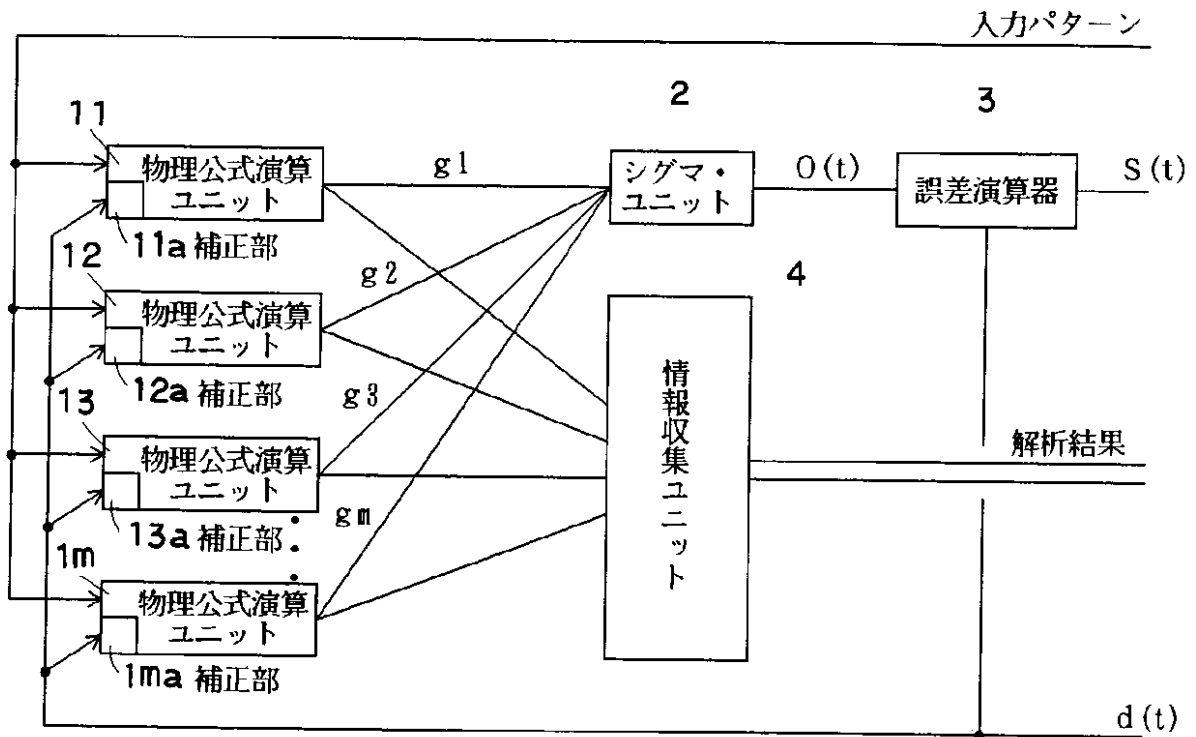 入力パターン
2
3
11
物理公式演算
ユニット
g1
シグマ・
ユニット
O(t)
誤差演算器
S(t)
11a 補正部
12
物理公式演算
ユニット
g2
4
12a 補正部
13
物理公式演算
ユニット
g3
情報収集ユニット
解析結果
13a 補正部
gm
1m
物理公式演算
ユニット
1ma 補正部
d(t)